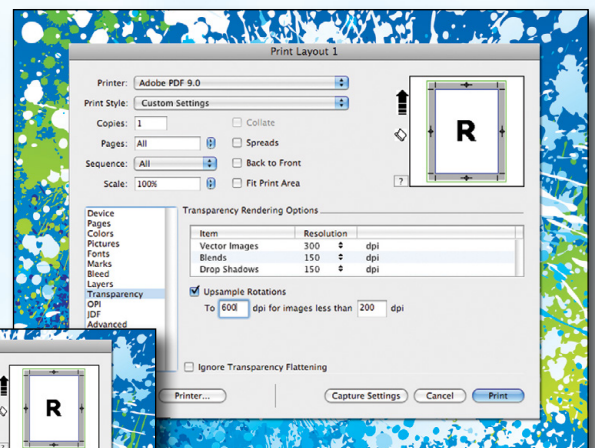 Print Layout 1
Printer: Adobe PDF 9.0
Print Style: Custom Settings
Copies: 1 Collate
Pages: All Spreads
Sequence: All Back to Front
Scale: 100% Fit Print Area
R
?
Device
Pages
Colors
Pictures
Fonts
Marks
Bleed
Layers
Transparency
OPI
JDF
Advanced
Transparency Rendering Options
Item Resolution
Vector Images 300 dpi
Blends 150 dpi
Drop Shadows 150 dpi
Upsample Rotations
To 600 dpi for images less than 200 dpi
Ignore Transparency Flattening
Printer... Capture Settings Cancel Print
R
?